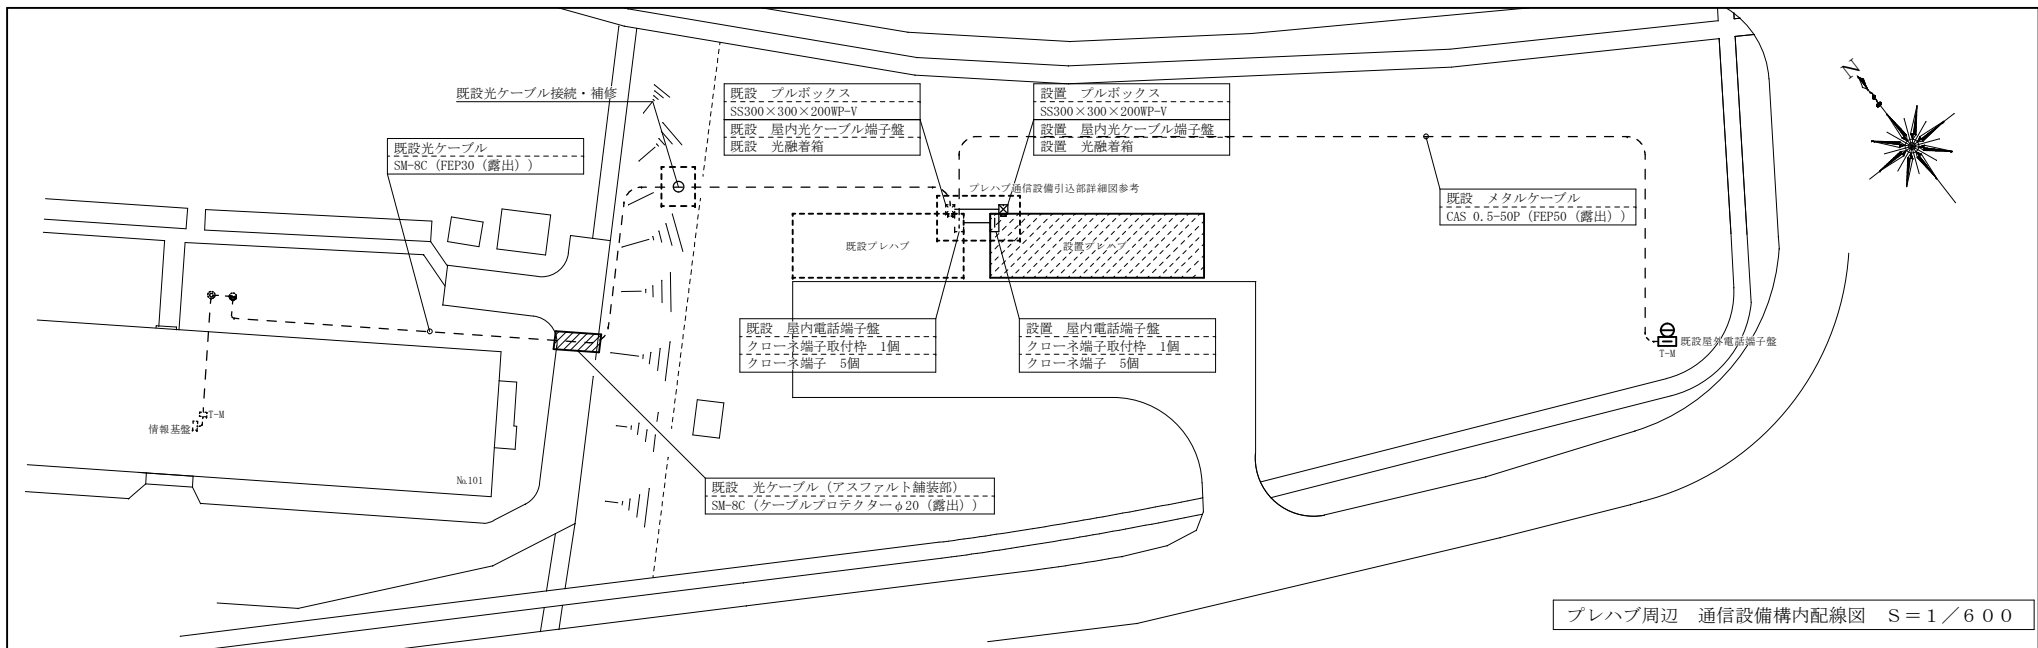 N
既設光ケーブル接続・補修
既設　プルボックス
SS300×300×200WP-V
既設　屋内光ケーブル端子盤
既設　光融着箱
設置　プルボックス
SS300×300×200WP-V
設置　屋内光ケーブル端子盤
設置　光融着箱
既設光ケーブル
SM-8C（FEP30（露出））
プレハブ通信設備引込部詳細図参考
既設　メタルケーブル
CAS 0.5-50P（FEP50（露出））
既設プレハブ
設置プレハブ
既設　屋内電話端子盤
クローネ端子取付枠　1個
クローネ端子　5個
設置　屋内電話端子盤
クローネ端子取付枠　1個
クローネ端子　5個
既設屋外電話端子盤
T-M
T-M
情報基盤
№101
既設　光ケーブル（アスファルト舗装部）
SM-8C（ケーブルプロテクターφ20（露出））
プレハブ周辺　通信設備構内配線図　S＝1／600